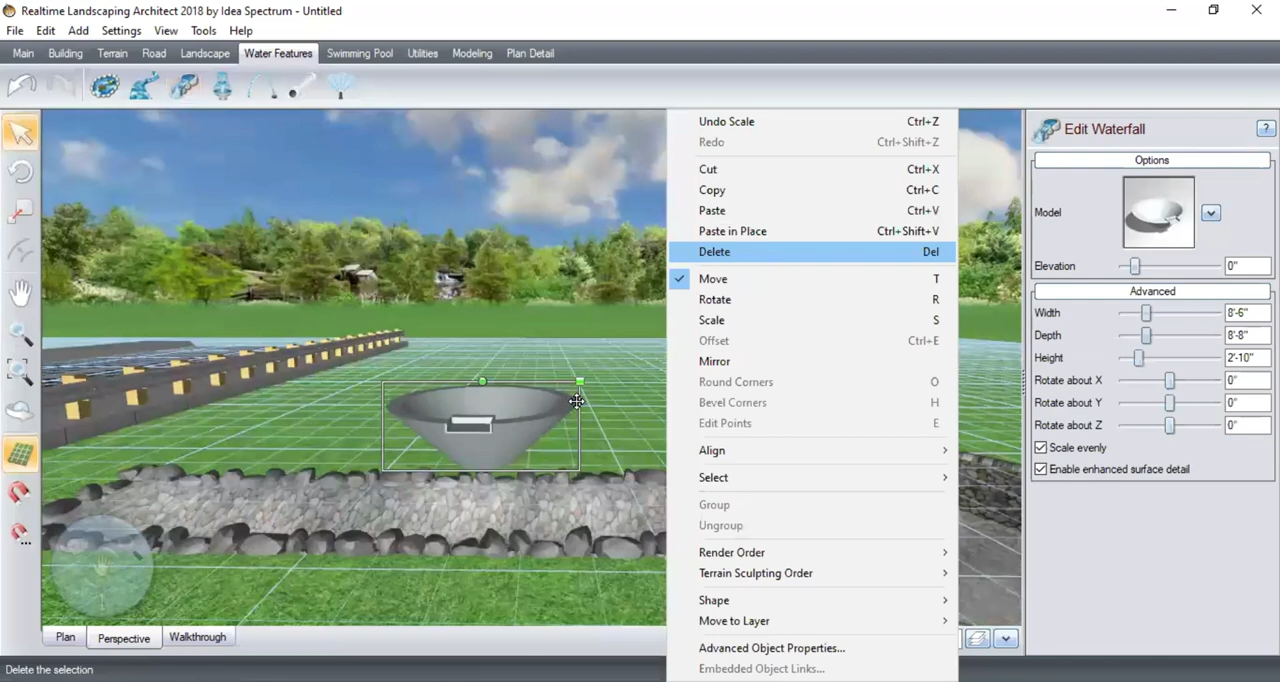 Realtime Landscaping Architect 2018 by Idea Spectrum - Untitled
File Edit Add Settings View Tools Help
Main Building Terrain Road Landscape Water Features Swimming Pool Utilities Modeling Plan Detail
Undo Scale Ctrl+Z
Redo Ctrl+Shift+Z
Cut Ctrl+X
Copy Ctrl+C
Paste Ctrl+V
Paste in Place Ctrl+Shift+V
Delete Del
Move T
Rotate R
Scale S
Offset Ctrl+E
Mirror
Round Corners O
Bevel Corners H
Edit Points E
Align
Select
Group
Ungroup
Render Order
Terrain Sculpting Order
Shape
Move to Layer
Advanced Object Properties...
Embedded Object Links...
Edit Waterfall ?
Options
Model
Elevation 0"
Advanced
Width 8'-6"
Depth 8'-8"
Height 2'-10"
Rotate about X 0°
Rotate about Y 0°
Rotate about Z 0°
Scale evenly
Enable enhanced surface detail
Plan Perspective Walkthrough
Delete the selection